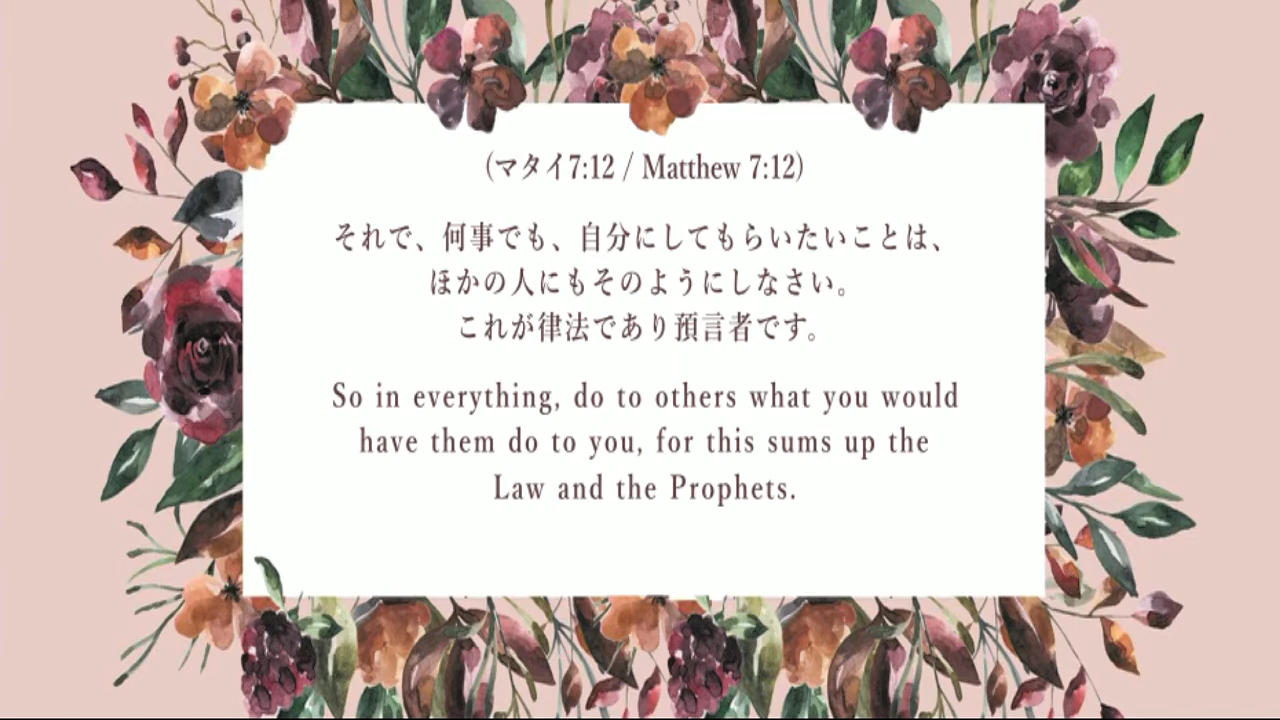 (マタイ7:12 / Matthew 7:12)
それで、何事でも、自分にしてもらいたいことは、
ほかの人にもそのようにしなさい。
これが律法であり預言者です。
So in everything, do to others what you would
have them do to you, for this sums up the
Law and the Prophets.